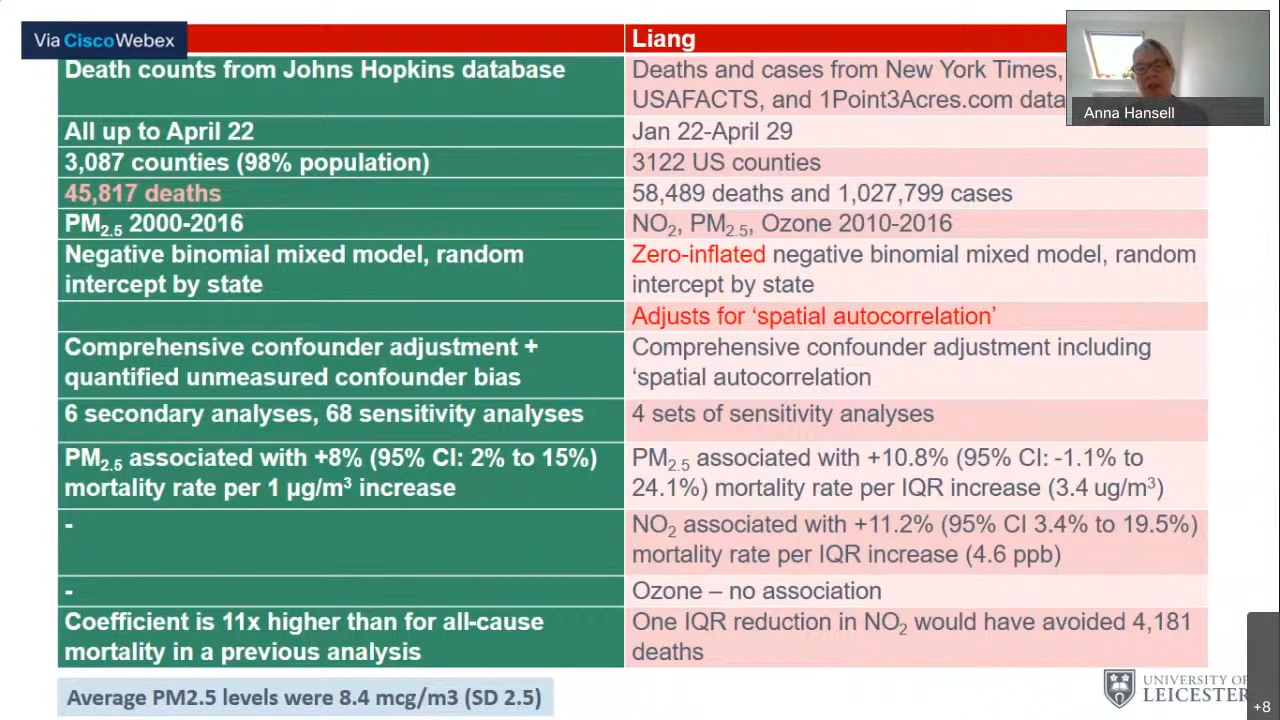 Via CiscoWebex
Liang
Anna Hansell
Death counts from Johns Hopkins database
Deaths and cases from New York Times,
USAFACTS, and 1Point3Acres.com data
All up to April 22
Jan 22-April 29
3,087 counties (98% population)
3122 US counties
45,817 deaths
58,489 deaths and 1,027,799 cases
PM2.5 2000-2016
NO2, PM2.5, Ozone 2010-2016
Negative binomial mixed model, random
intercept by state
Zero-inflated negative binomial mixed model, random
intercept by state
Adjusts for ‘spatial autocorrelation’
Comprehensive confounder adjustment +
quantified unmeasured confounder bias
Comprehensive confounder adjustment including
‘spatial autocorrelation
6 secondary analyses, 68 sensitivity analyses
4 sets of sensitivity analyses
PM2.5 associated with +8% (95% CI: 2% to 15%)
mortality rate per 1 µg/m³ increase
PM2.5 associated with +10.8% (95% CI: -1.1% to
24.1%) mortality rate per IQR increase (3.4 ug/m³)
-
NO2 associated with +11.2% (95% CI 3.4% to 19.5%)
mortality rate per IQR increase (4.6 ppb)
-
Ozone – no association
Coefficient is 11x higher than for all-cause
mortality in a previous analysis
One IQR reduction in NO2 would have avoided 4,181
deaths
Average PM2.5 levels were 8.4 mcg/m3 (SD 2.5)
UNIVERSITY OF
LEICESTER
+8